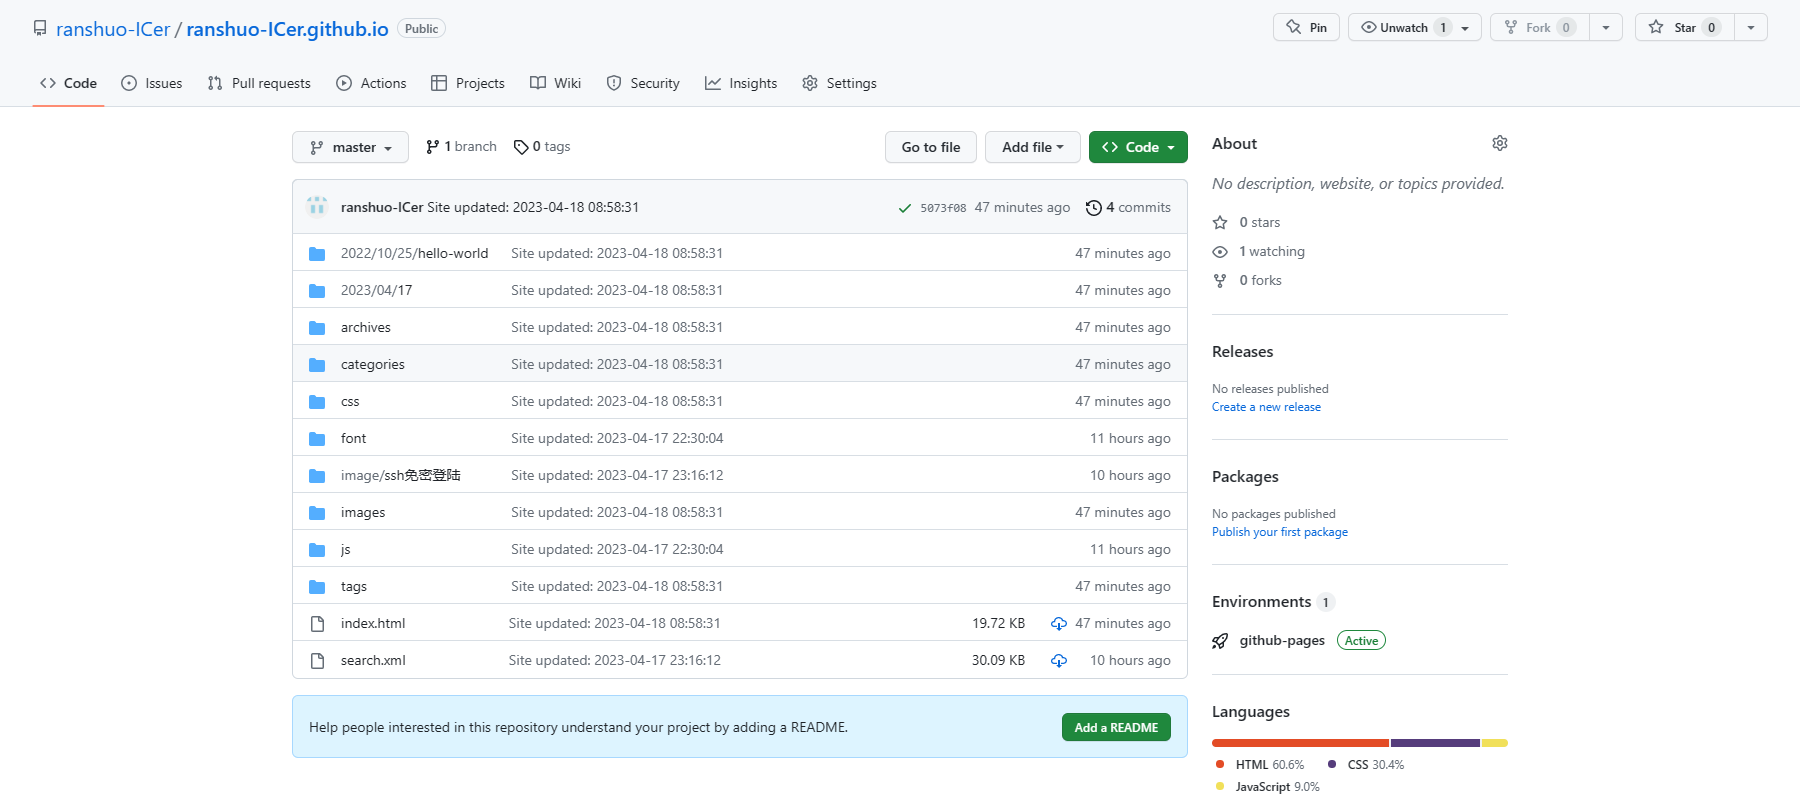 ranshuo-ICer / ranshuo-ICer.github.io Public
Pin Unwatch 1 Fork 0 Star 0
Code Issues Pull requests Actions Projects Wiki Security Insights Settings
master 1 branch 0 tags Go to file Add file Code
ranshuo-ICer Site updated: 2023-04-18 08:58:31 5073f08 47 minutes ago 4 commits
2022/10/25/hello-world Site updated: 2023-04-18 08:58:31 47 minutes ago
2023/04/17 Site updated: 2023-04-18 08:58:31 47 minutes ago
archives Site updated: 2023-04-18 08:58:31 47 minutes ago
categories Site updated: 2023-04-18 08:58:31 47 minutes ago
css Site updated: 2023-04-18 08:58:31 47 minutes ago
font Site updated: 2023-04-17 22:30:04 11 hours ago
image/ssh免密登陆 Site updated: 2023-04-17 23:16:12 10 hours ago
images Site updated: 2023-04-18 08:58:31 47 minutes ago
js Site updated: 2023-04-17 22:30:04 11 hours ago
tags Site updated: 2023-04-18 08:58:31 47 minutes ago
index.html Site updated: 2023-04-18 08:58:31 19.72 KB 47 minutes ago
search.xml Site updated: 2023-04-17 23:16:12 30.09 KB 10 hours ago
Help people interested in this repository understand your project by adding a README. Add a README
About
No description, website, or topics provided.
0 stars
1 watching
0 forks
Releases
No releases published
Create a new release
Packages
No packages published
Publish your first package
Environments 1
github-pages Active
Languages
HTML 60.6% CSS 30.4%
JavaScript 9.0%